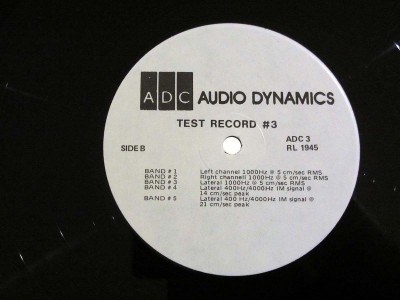 ADC AUDIO DYNAMICS
TEST RECORD #3
ADC 3
SIDE B RL 1945
BAND #1 Left channel 1000Hz @ 5 cm/sec RMS
BAND #2 Right channel 1000Hz @ 5 cm/sec RMS
BAND #3 Lateral 1000Hz @ 5 cm/sec RMS
BAND #4 Lateral 400Hz/4000Hz IM signal @
14 cm/sec peak
BAND #5 Lateral 400 Hz/4000Hz IM signal @
21 cm/sec peak